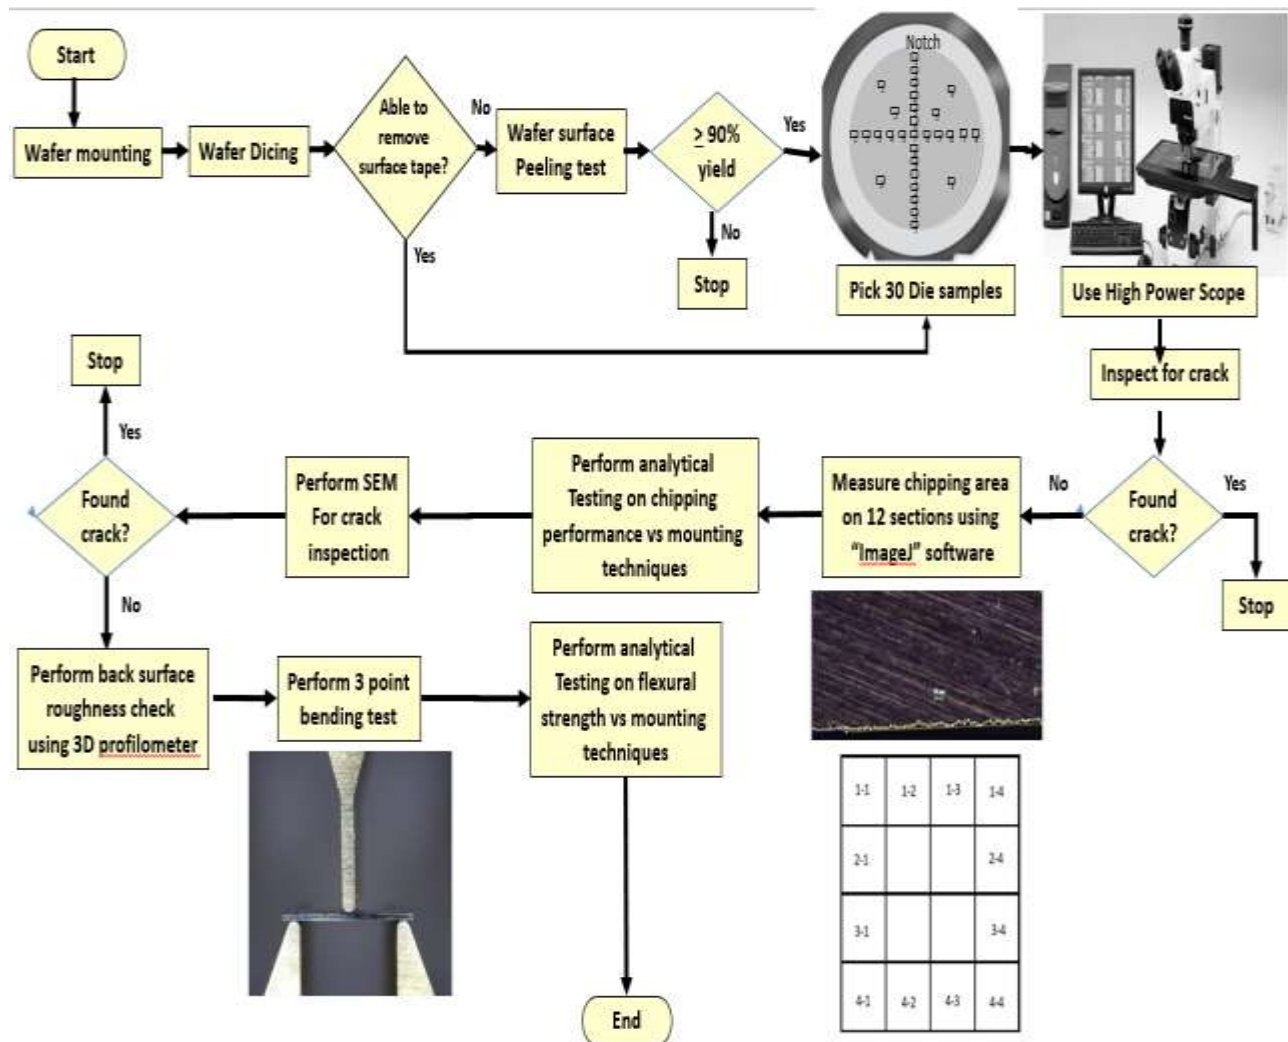 Start
Wafer mounting
Wafer Dicing
Able to
remove
surface tape?
No
Yes
Wafer surface
Peeling test
≥ 90%
yield
Yes
No
Stop
Notch
Pick 30 Die samples
Use High Power Scope
Inspect for crack
Found
crack?
Yes
No
Stop
Measure chipping area
on 12 sections using
“ImageJ” software
Perform analytical
Testing on chipping
performance vs mounting
techniques
Perform SEM
For crack
inspection
Found
crack?
Yes
Stop
No
Perform back surface
roughness check
using 3D profilometer
Perform 3 point
bending test
Perform analytical
Testing on flexural
strength vs mounting
techniques
End
1-1 1-2 1-3 1-4
2-1 2-4
3-1 3-4
4-1 4-2 4-3 4-4